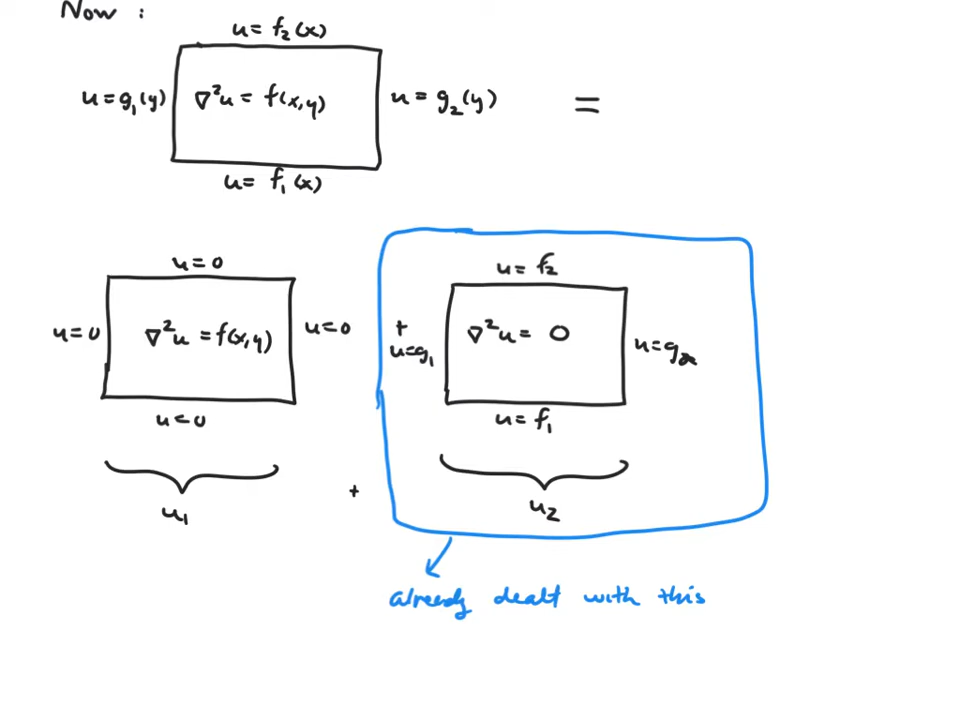 Now :
u = f₂(x)
u = g₁(y) ∇²u = f(x,y) u = g₂(y) =
u = f₁(x)
u = 0 u = f₂
u = 0 ∇²u = f(x,y) u = 0 + u = g₁ ∇²u = 0 u = g₂
u = 0 u = f₁
u₁ + u₂
already dealt with this